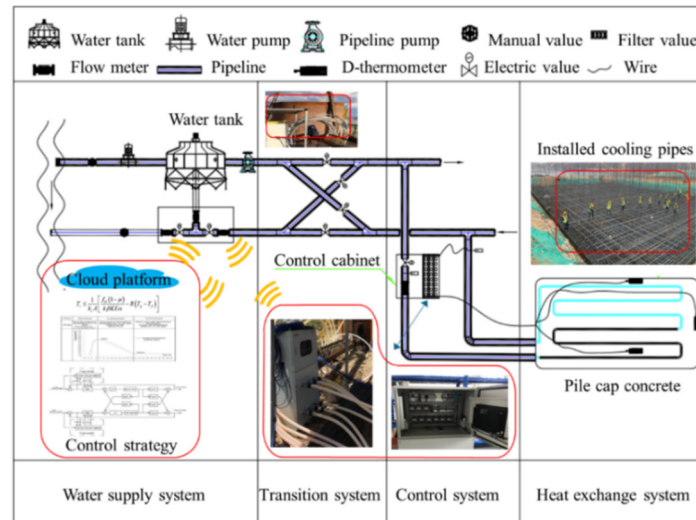 Water tank Water pump Pipeline pump Manual value Filter value
Flow meter Pipeline D-thermometer Electric value Wire
Water tank
Installed cooling pipes
Control cabinet
Cloud platform
Pile cap concrete
Control strategy
Water supply system Transition system Control system Heat exchange system